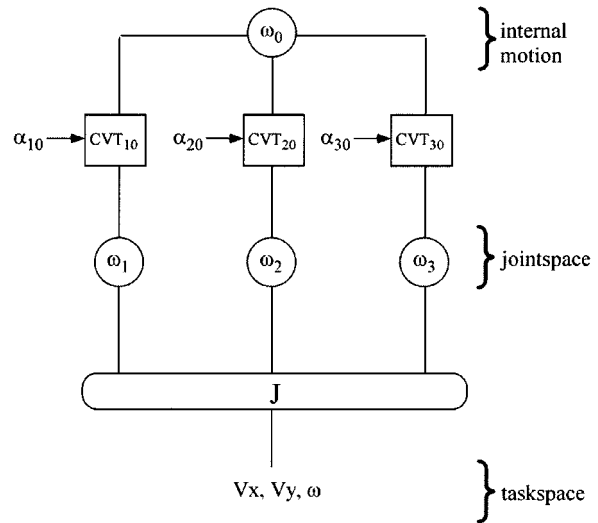 ω₀
internal
motion
α₁₀ CVT₁₀ α₂₀ CVT₂₀ α₃₀ CVT₃₀
ω₁ ω₂ ω₃ jointspace
J
Vx, Vy, ω taskspace